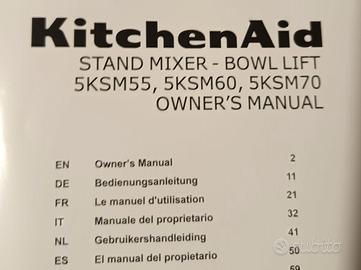 KitchenAid
STAND MIXER - BOWL LIFT
5KSM55, 5KSM60, 5KSM70
OWNER'S MANUAL
EN Owner's Manual 2
DE Bedienungsanleitung 11
FR Le manuel d'utilisation 21
IT Manuale del proprietario 32
NL Gebruikershandleiding 41
ES El manual del propietario 50
subito